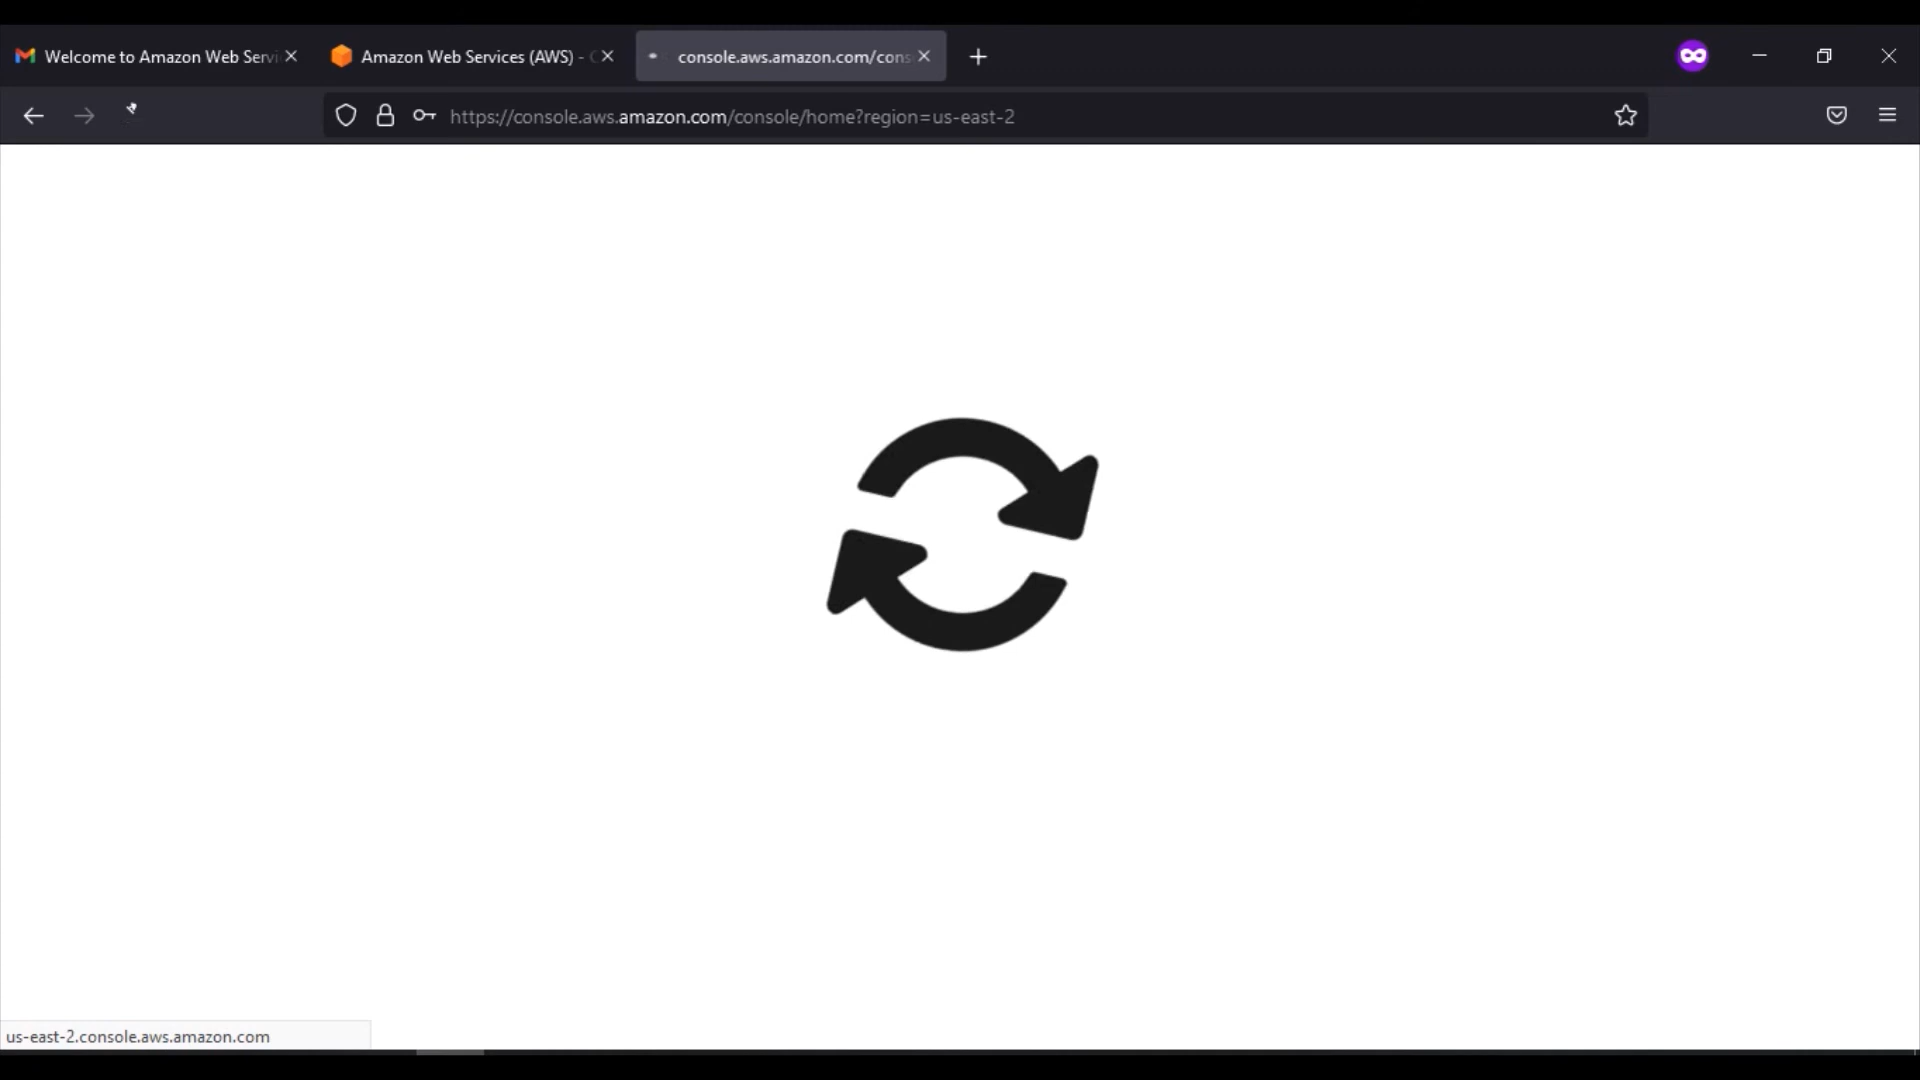 Welcome to Amazon Web Servi
Amazon Web Services (AWS) - C
console.aws.amazon.com/cons
https://console.aws.amazon.com/console/home?region=us-east-2
us-east-2.console.aws.amazon.com